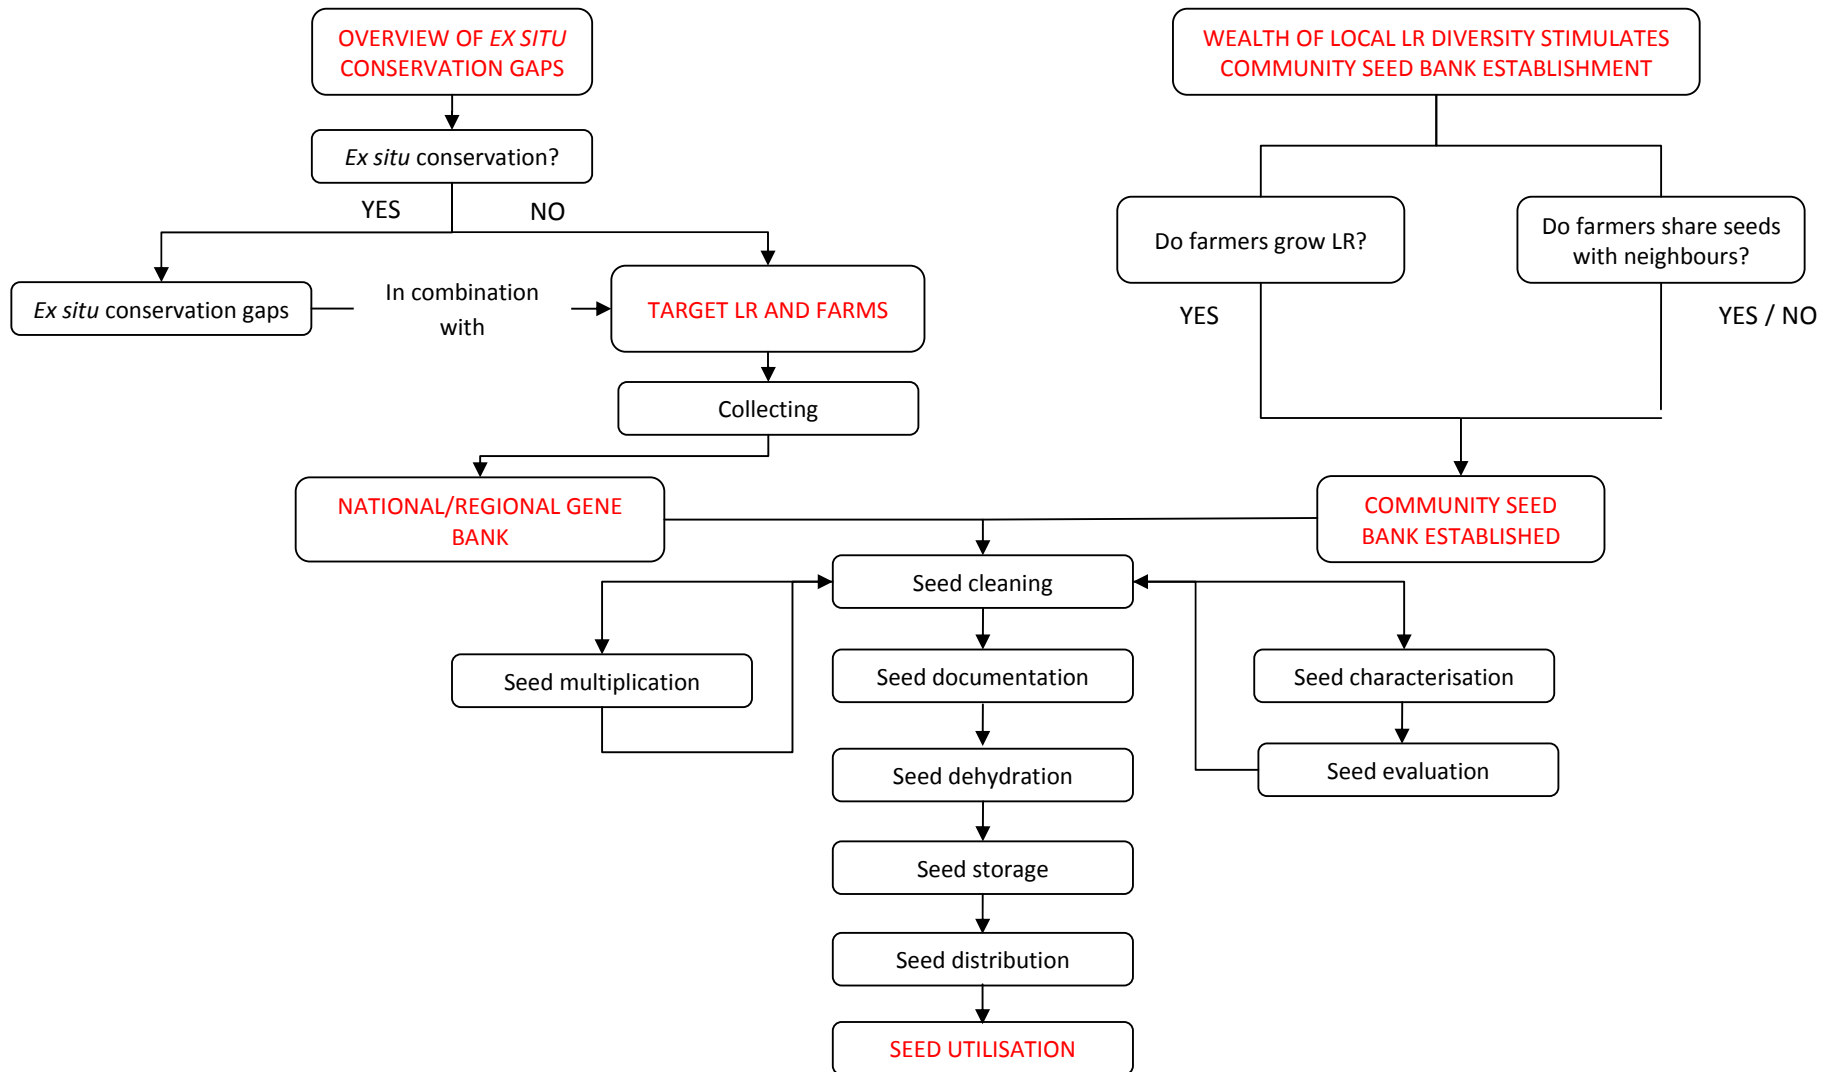 OVERVIEW OF EX SITU
CONSERVATION GAPS
WEALTH OF LOCAL LR DIVERSITY STIMULATES
COMMUNITY SEED BANK ESTABLISHMENT
Ex situ conservation?
YES
NO
Do farmers grow LR?
Do farmers share seeds
with neighbours?
Ex situ conservation gaps
In combination
with
TARGET LR AND FARMS
YES
YES / NO
Collecting
NATIONAL/REGIONAL GENE
BANK
COMMUNITY SEED
BANK ESTABLISHED
Seed cleaning
Seed multiplication
Seed documentation
Seed characterisation
Seed dehydration
Seed evaluation
Seed storage
Seed distribution
SEED UTILISATION